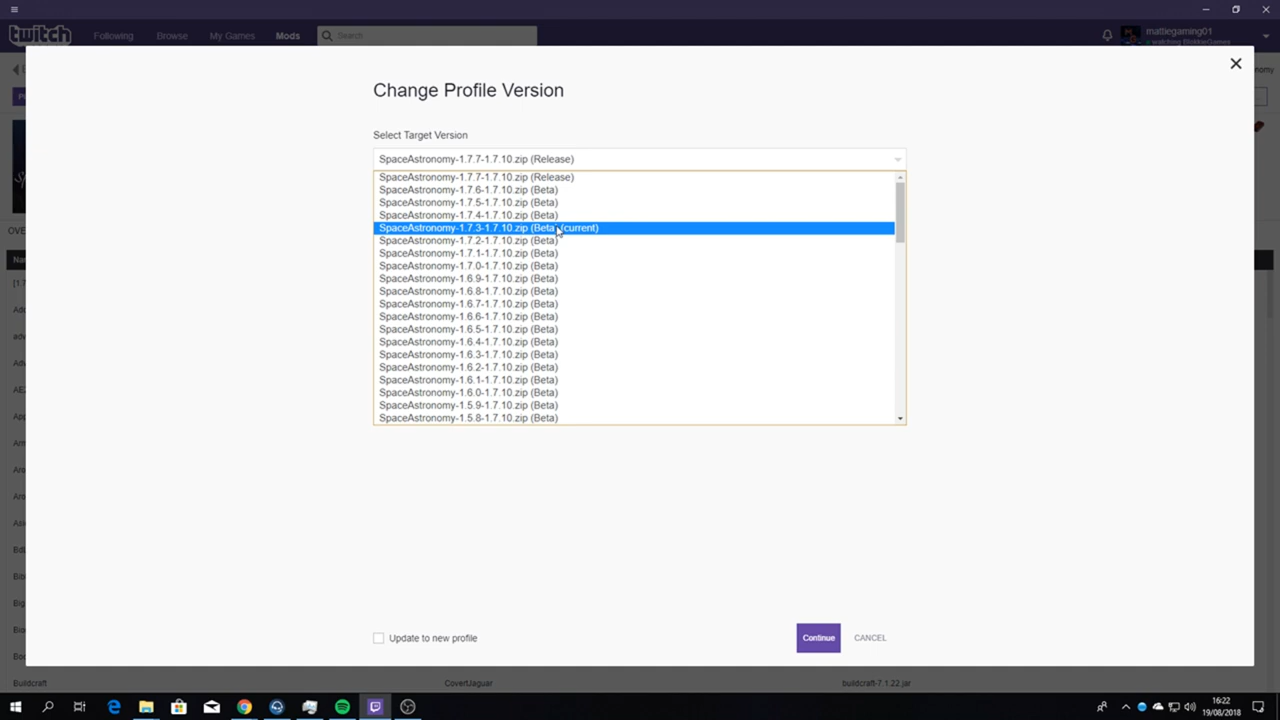 twitch
Following
Browse
My Games
Mods
Search
mattiegaming01
Change Profile Version
Select Target Version
SpaceAstronomy-1.7.7-1.7.10.zip (Release)
SpaceAstronomy-1.7.7-1.7.10.zip (Release)
SpaceAstronomy-1.7.6-1.7.10.zip (Beta)
SpaceAstronomy-1.7.5-1.7.10.zip (Beta)
SpaceAstronomy-1.7.4-1.7.10.zip (Beta)
SpaceAstronomy-1.7.3-1.7.10.zip (Beta) (current)
SpaceAstronomy-1.7.2-1.7.10.zip (Beta)
SpaceAstronomy-1.7.1-1.7.10.zip (Beta)
SpaceAstronomy-1.7.0-1.7.10.zip (Beta)
SpaceAstronomy-1.6.9-1.7.10.zip (Beta)
SpaceAstronomy-1.6.8-1.7.10.zip (Beta)
SpaceAstronomy-1.6.7-1.7.10.zip (Beta)
SpaceAstronomy-1.6.6-1.7.10.zip (Beta)
SpaceAstronomy-1.6.5-1.7.10.zip (Beta)
SpaceAstronomy-1.6.4-1.7.10.zip (Beta)
SpaceAstronomy-1.6.3-1.7.10.zip (Beta)
SpaceAstronomy-1.6.2-1.7.10.zip (Beta)
SpaceAstronomy-1.6.1-1.7.10.zip (Beta)
SpaceAstronomy-1.6.0-1.7.10.zip (Beta)
SpaceAstronomy-1.5.9-1.7.10.zip (Beta)
SpaceAstronomy-1.5.8-1.7.10.zip (Beta)
Update to new profile
Continue
CANCEL
Buildcraft
CovertJaguar
buildcraft-7.1.22.jar
16:22
19/08/2018